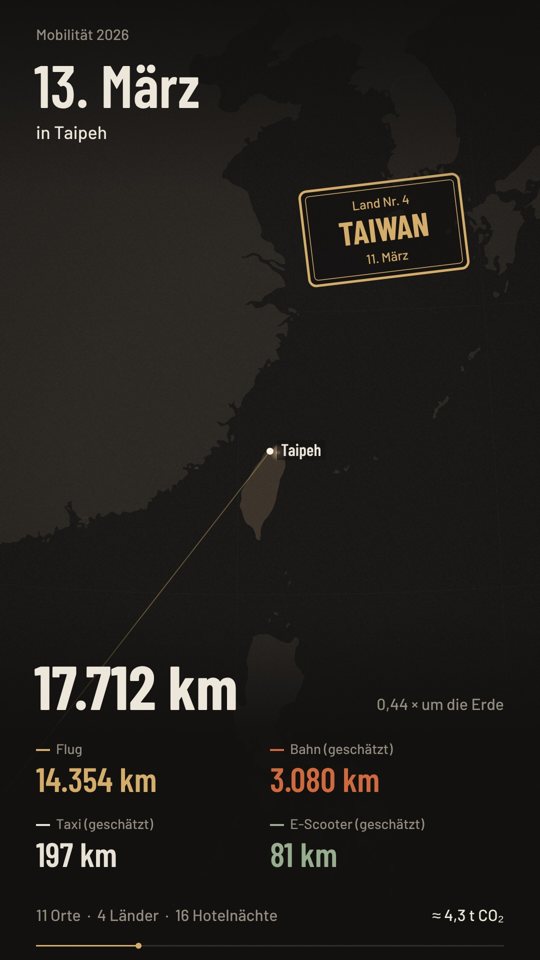 Mobilität 2026
13. März
in Taipeh
Land Nr. 4
TAIWAN
11. März
Taipeh
17.712 km
0,44 × um die Erde
Flug
Bahn (geschätzt)
14.354 km
3.080 km
Taxi (geschätzt)
E-Scooter (geschätzt)
197 km
81 km
11 Orte · 4 Länder · 16 Hotelnächte
≈ 4,3 t CO₂